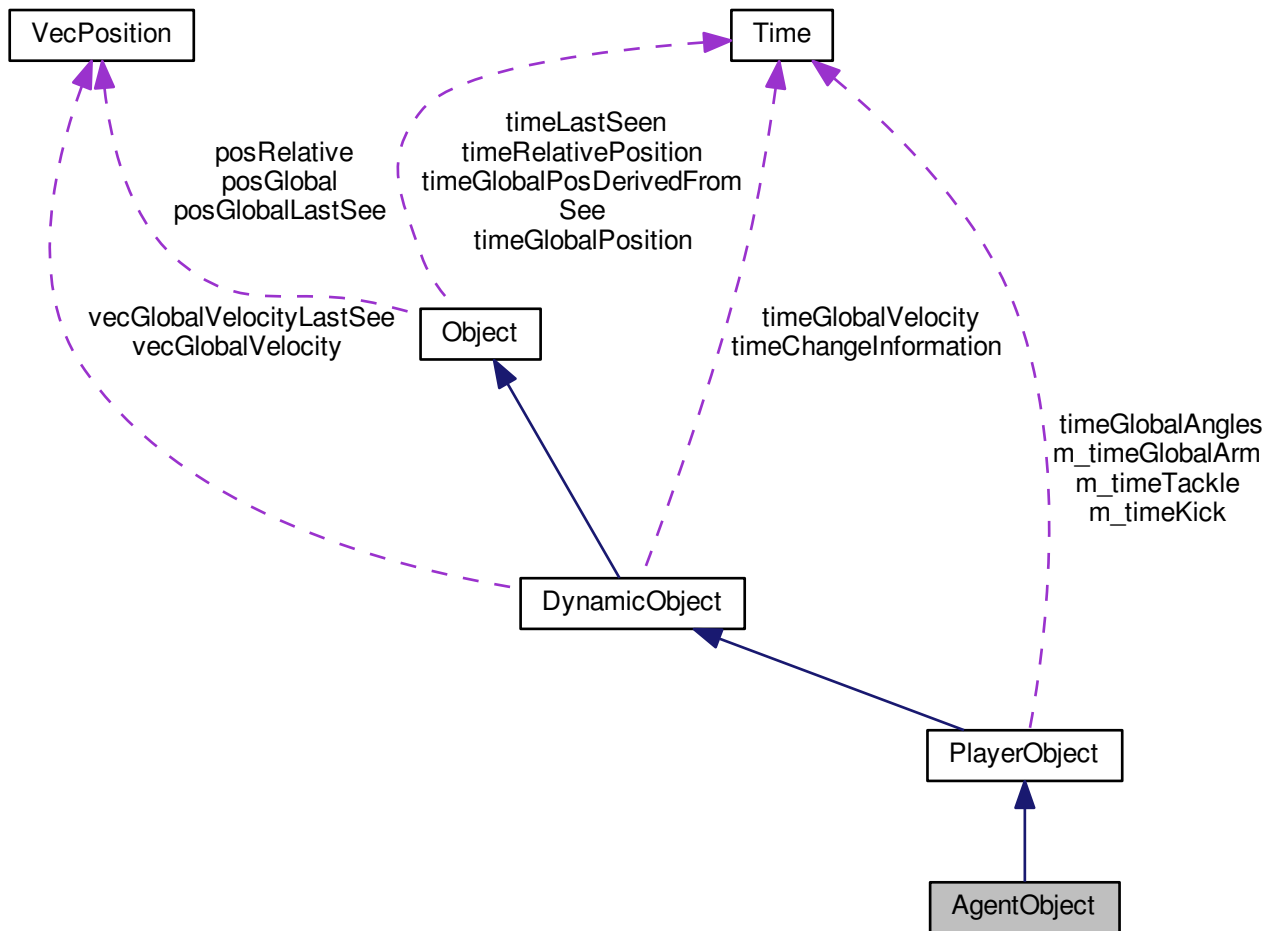 VecPosition
Time
timeLastSeen
timeRelativePosition
timeGlobalPosDerivedFrom
See
timeGlobalPosition
posRelative
posGlobal
posGlobalLastSee
vecGlobalVelocityLastSee
vecGlobalVelocity
Object
timeGlobalVelocity
timeChangeInformation
timeGlobalAngles
m_timeGlobalArm
m_timeTackle
m_timeKick
DynamicObject
PlayerObject
AgentObject